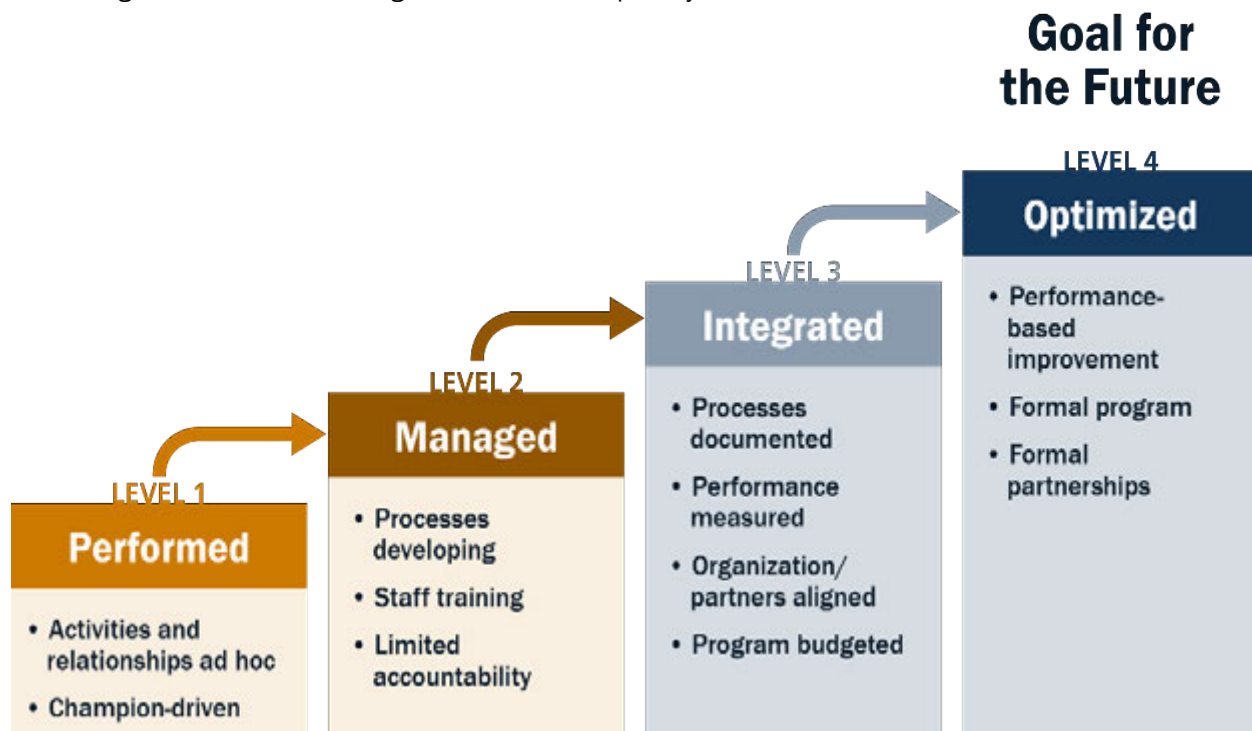 Goal for
the Future
LEVEL 4
Optimized
• Performance-
based
improvement
• Formal program
• Formal
partnerships
LEVEL 3
Integrated
• Processes
documented
• Performance
measured
• Organization/
partners aligned
• Program budgeted
LEVEL 2
Managed
• Processes
developing
• Staff training
• Limited
accountability
LEVEL 1
Performed
• Activities and
relationships ad hoc
• Champion-driven